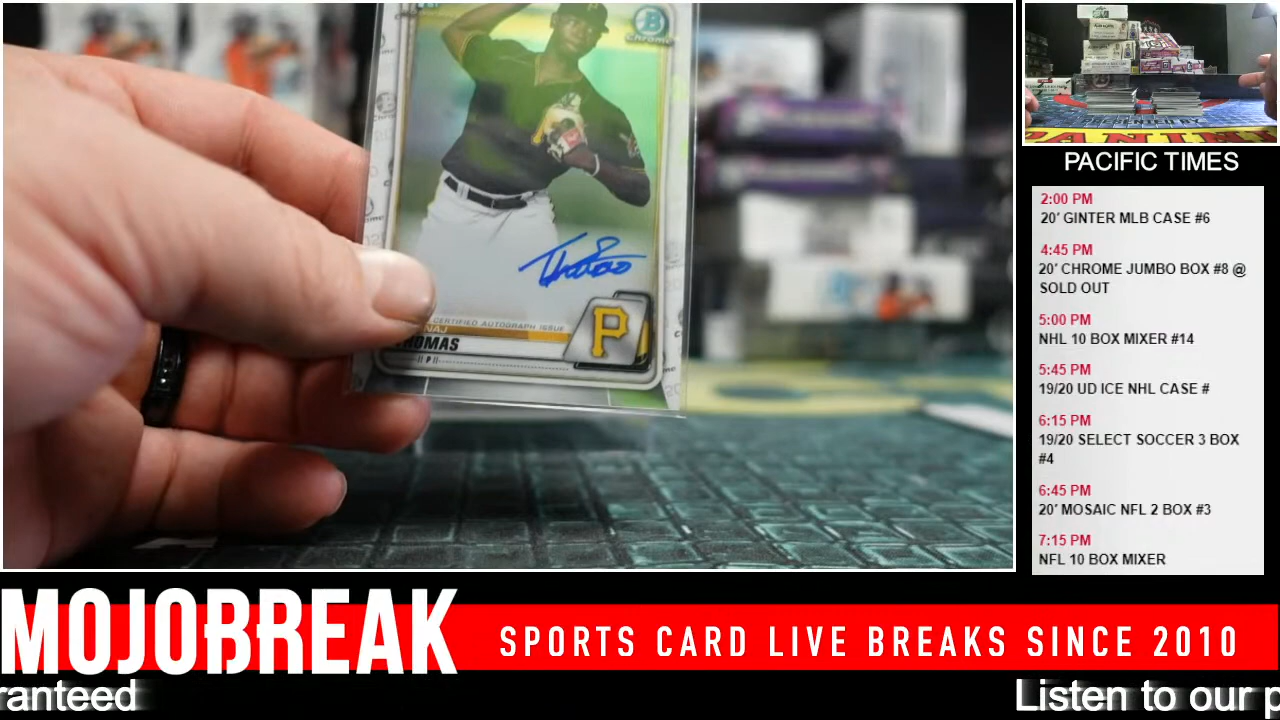 Chrome
CERTIFIED AUTOGRAPH ISSUE
NAJ
THOMAS
P
P
PANINI
PACIFIC TIMES
2:00 PM
20' GINTER MLB CASE #6
4:45 PM
20' CHROME JUMBO BOX #8 @
SOLD OUT
5:00 PM
NHL 10 BOX MIXER #14
5:45 PM
19/20 UD ICE NHL CASE #
6:15 PM
19/20 SELECT SOCCER 3 BOX
#4
6:45 PM
20' MOSAIC NFL 2 BOX #3
7:15 PM
NFL 10 BOX MIXER
MOJOBREAK
SPORTS CARD LIVE BREAKS SINCE 2010
ranteed
Listen to our p